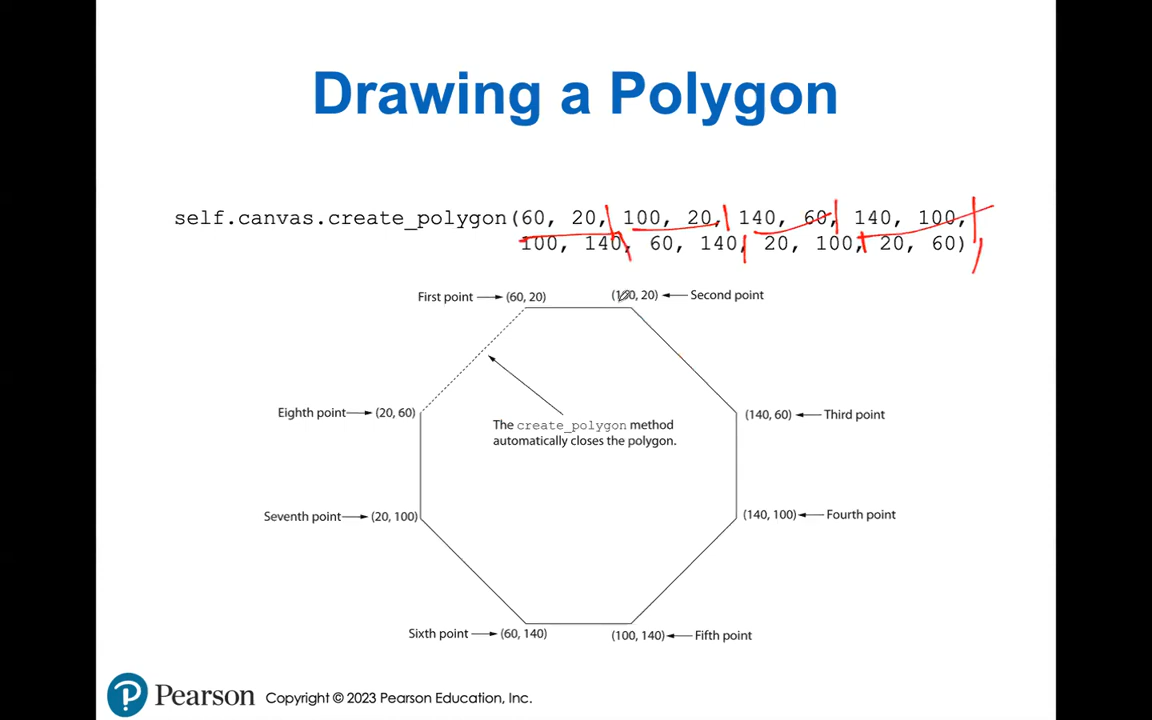 Drawing a Polygon
self.canvas.create_polygon(60, 20, 100, 20, 140, 60, 140, 100,
100, 140, 60, 140, 20, 100, 20, 60)
First point (60, 20) (100, 20) Second point
Eighth point (20, 60) (140, 60) Third point
The create_polygon method
automatically closes the polygon.
Seventh point (20, 100) (140, 100) Fourth point
Sixth point (60, 140) (100, 140) Fifth point
P Pearson Copyright © 2023 Pearson Education, Inc.